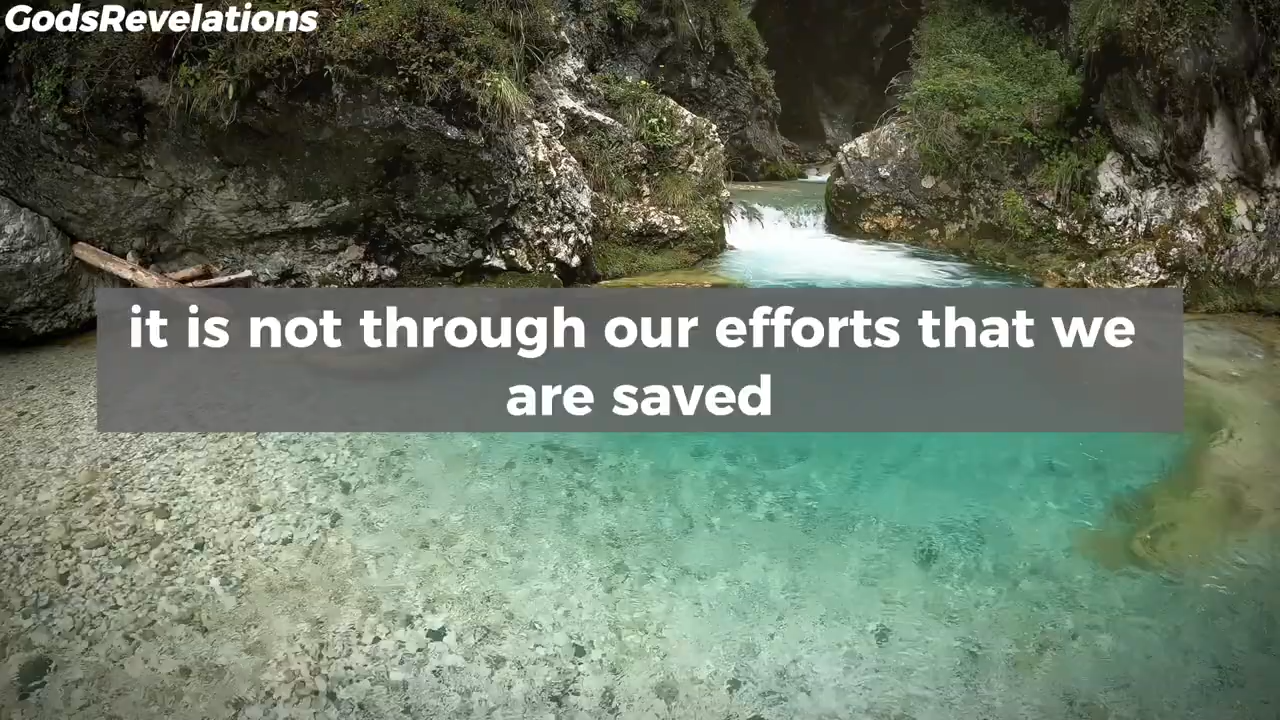 GodsRevelations
it is not through our efforts that we
are saved